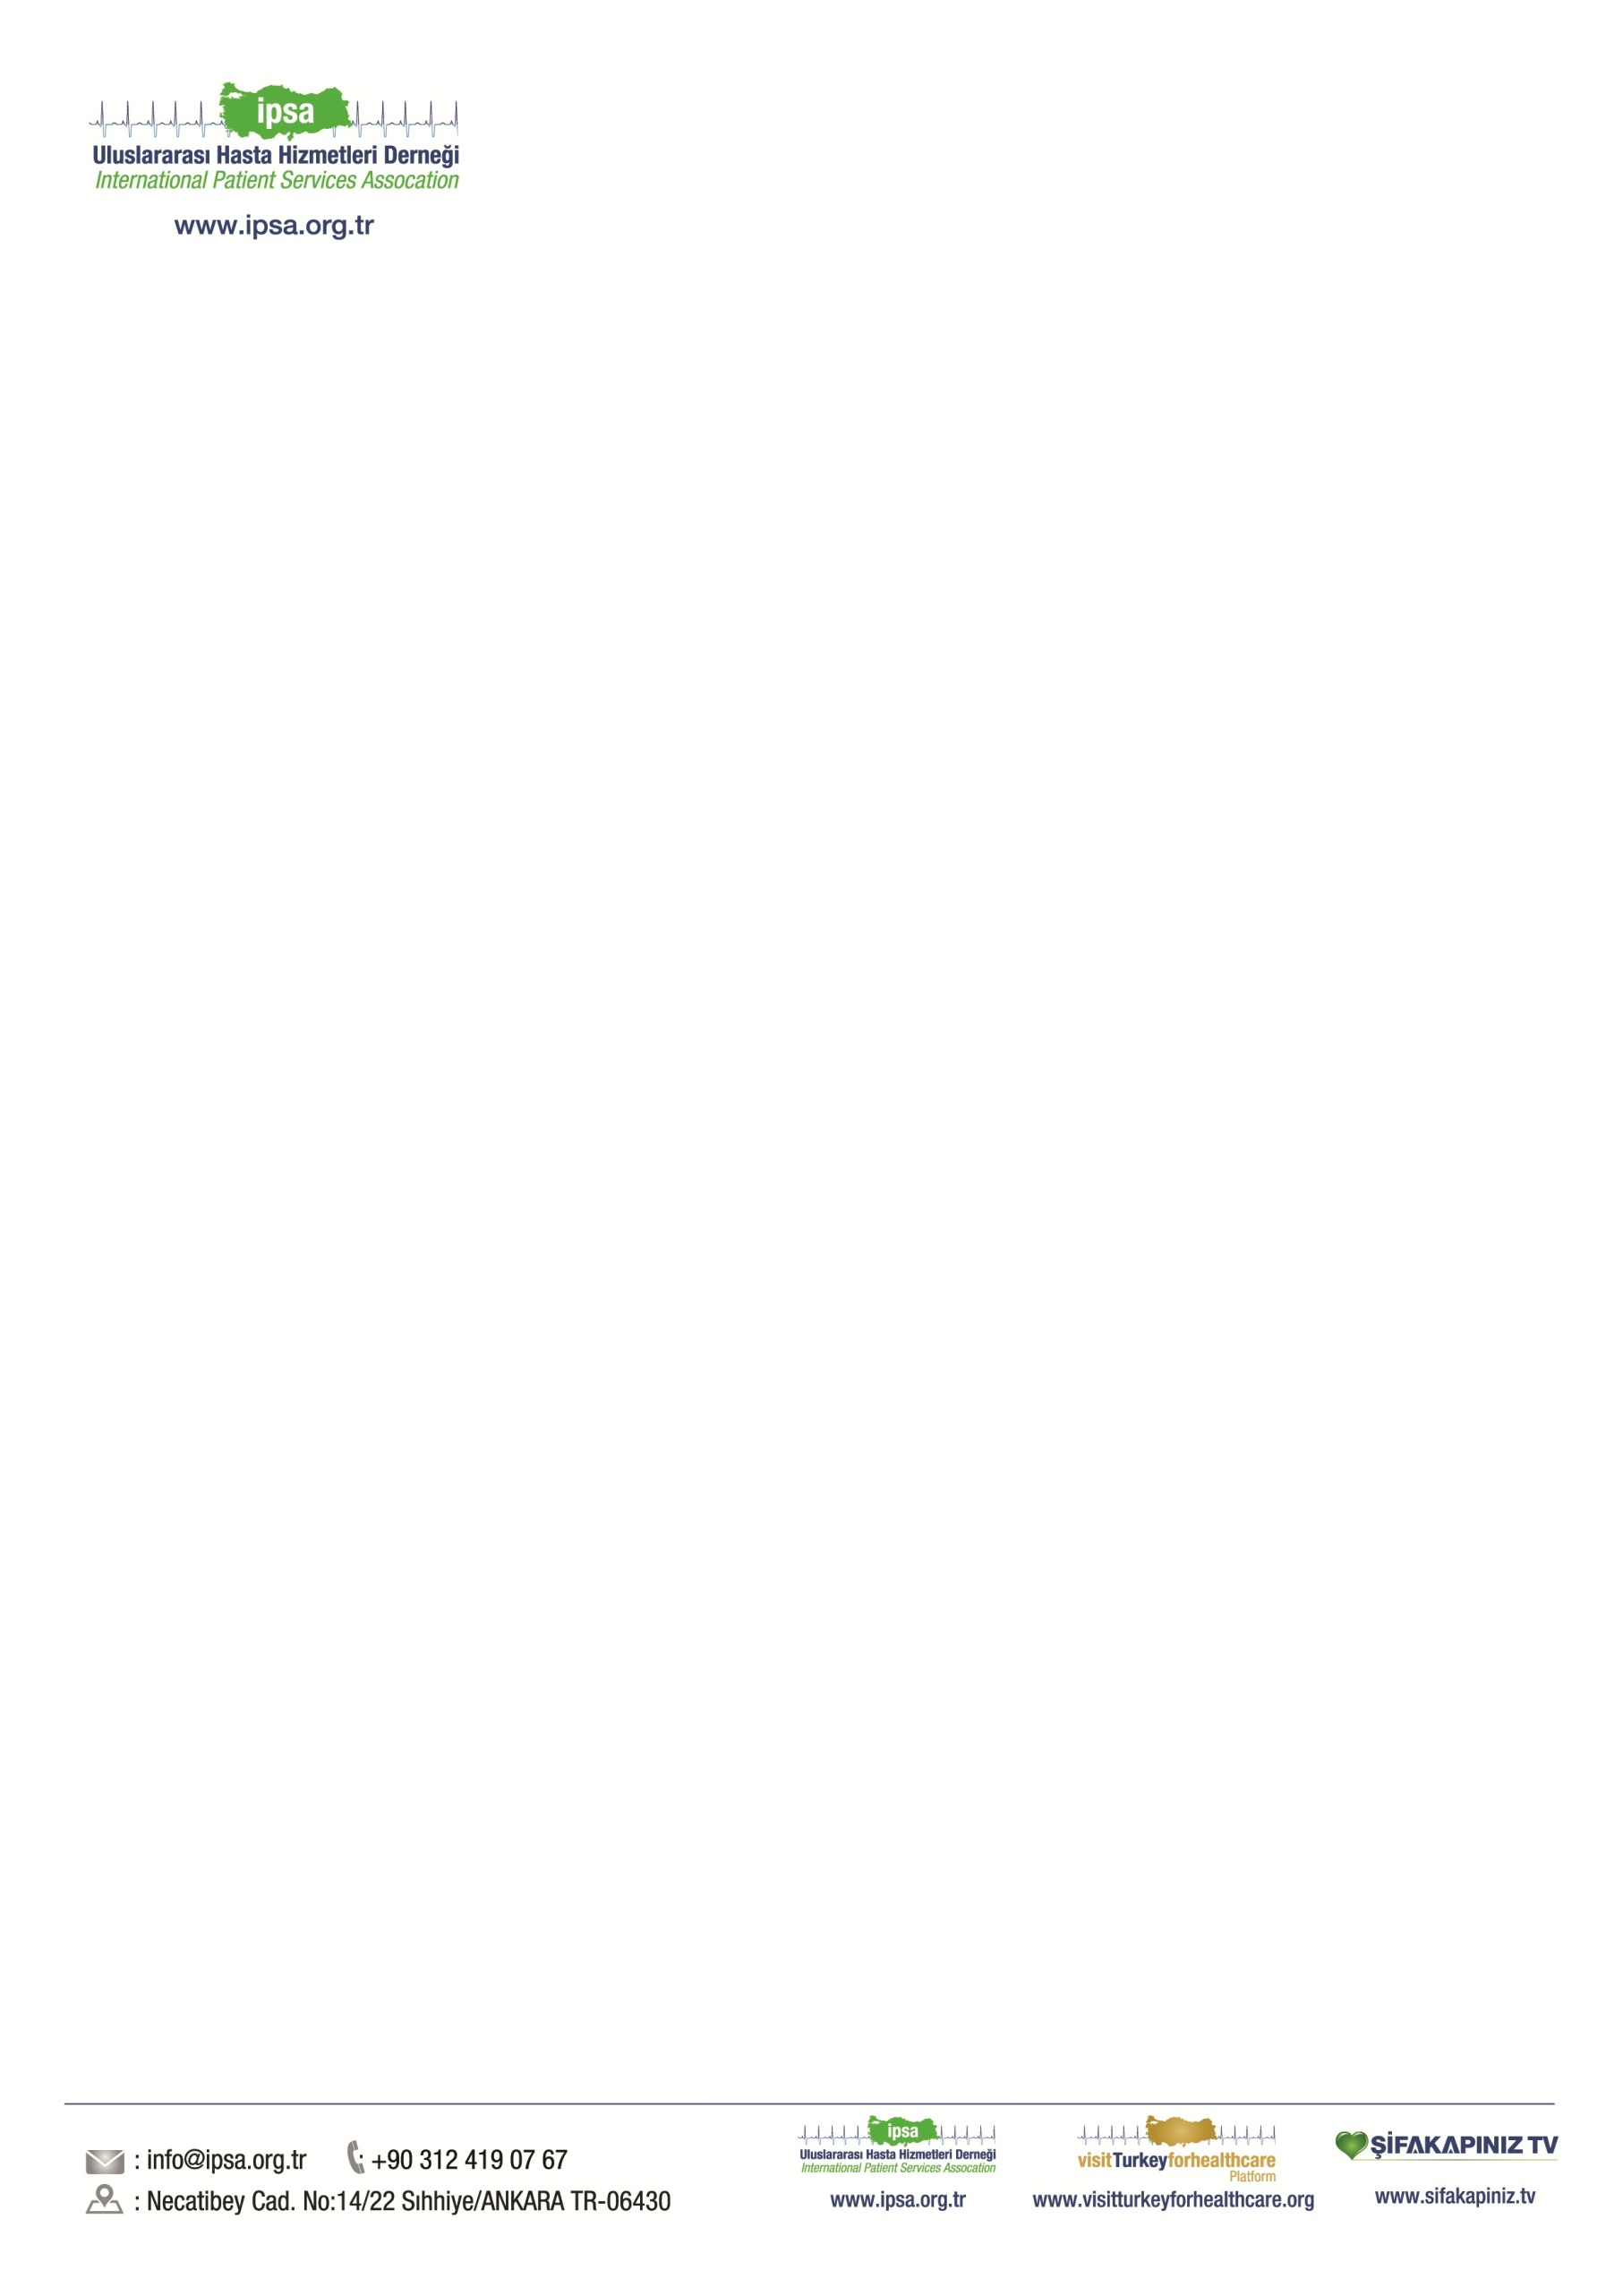 ipsa
Uluslararası Hasta Hizmetleri Derneği
International Patient Services Assocation
www.ipsa.org.tr
: info@ipsa.org.tr : +90 312 419 07 67
: Necatibey Cad. No:14/22 Sıhhiye/ANKARA TR-06430
ipsa
Uluslararası Hasta Hizmetleri Derneği
International Patient Services Assocation
www.ipsa.org.tr
visitTurkeyforhealthcare
Platform
www.visitturkeyforhealthcare.org
ŞİFAKAPINIZ TV
www.sifakapiniz.tv